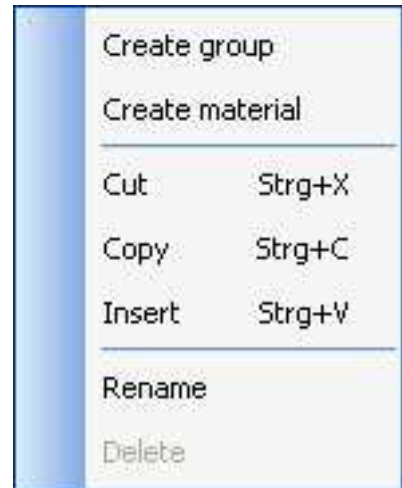 Create group
Create material
Cut Strg+X
Copy Strg+C
Insert Strg+V
Rename
Delete